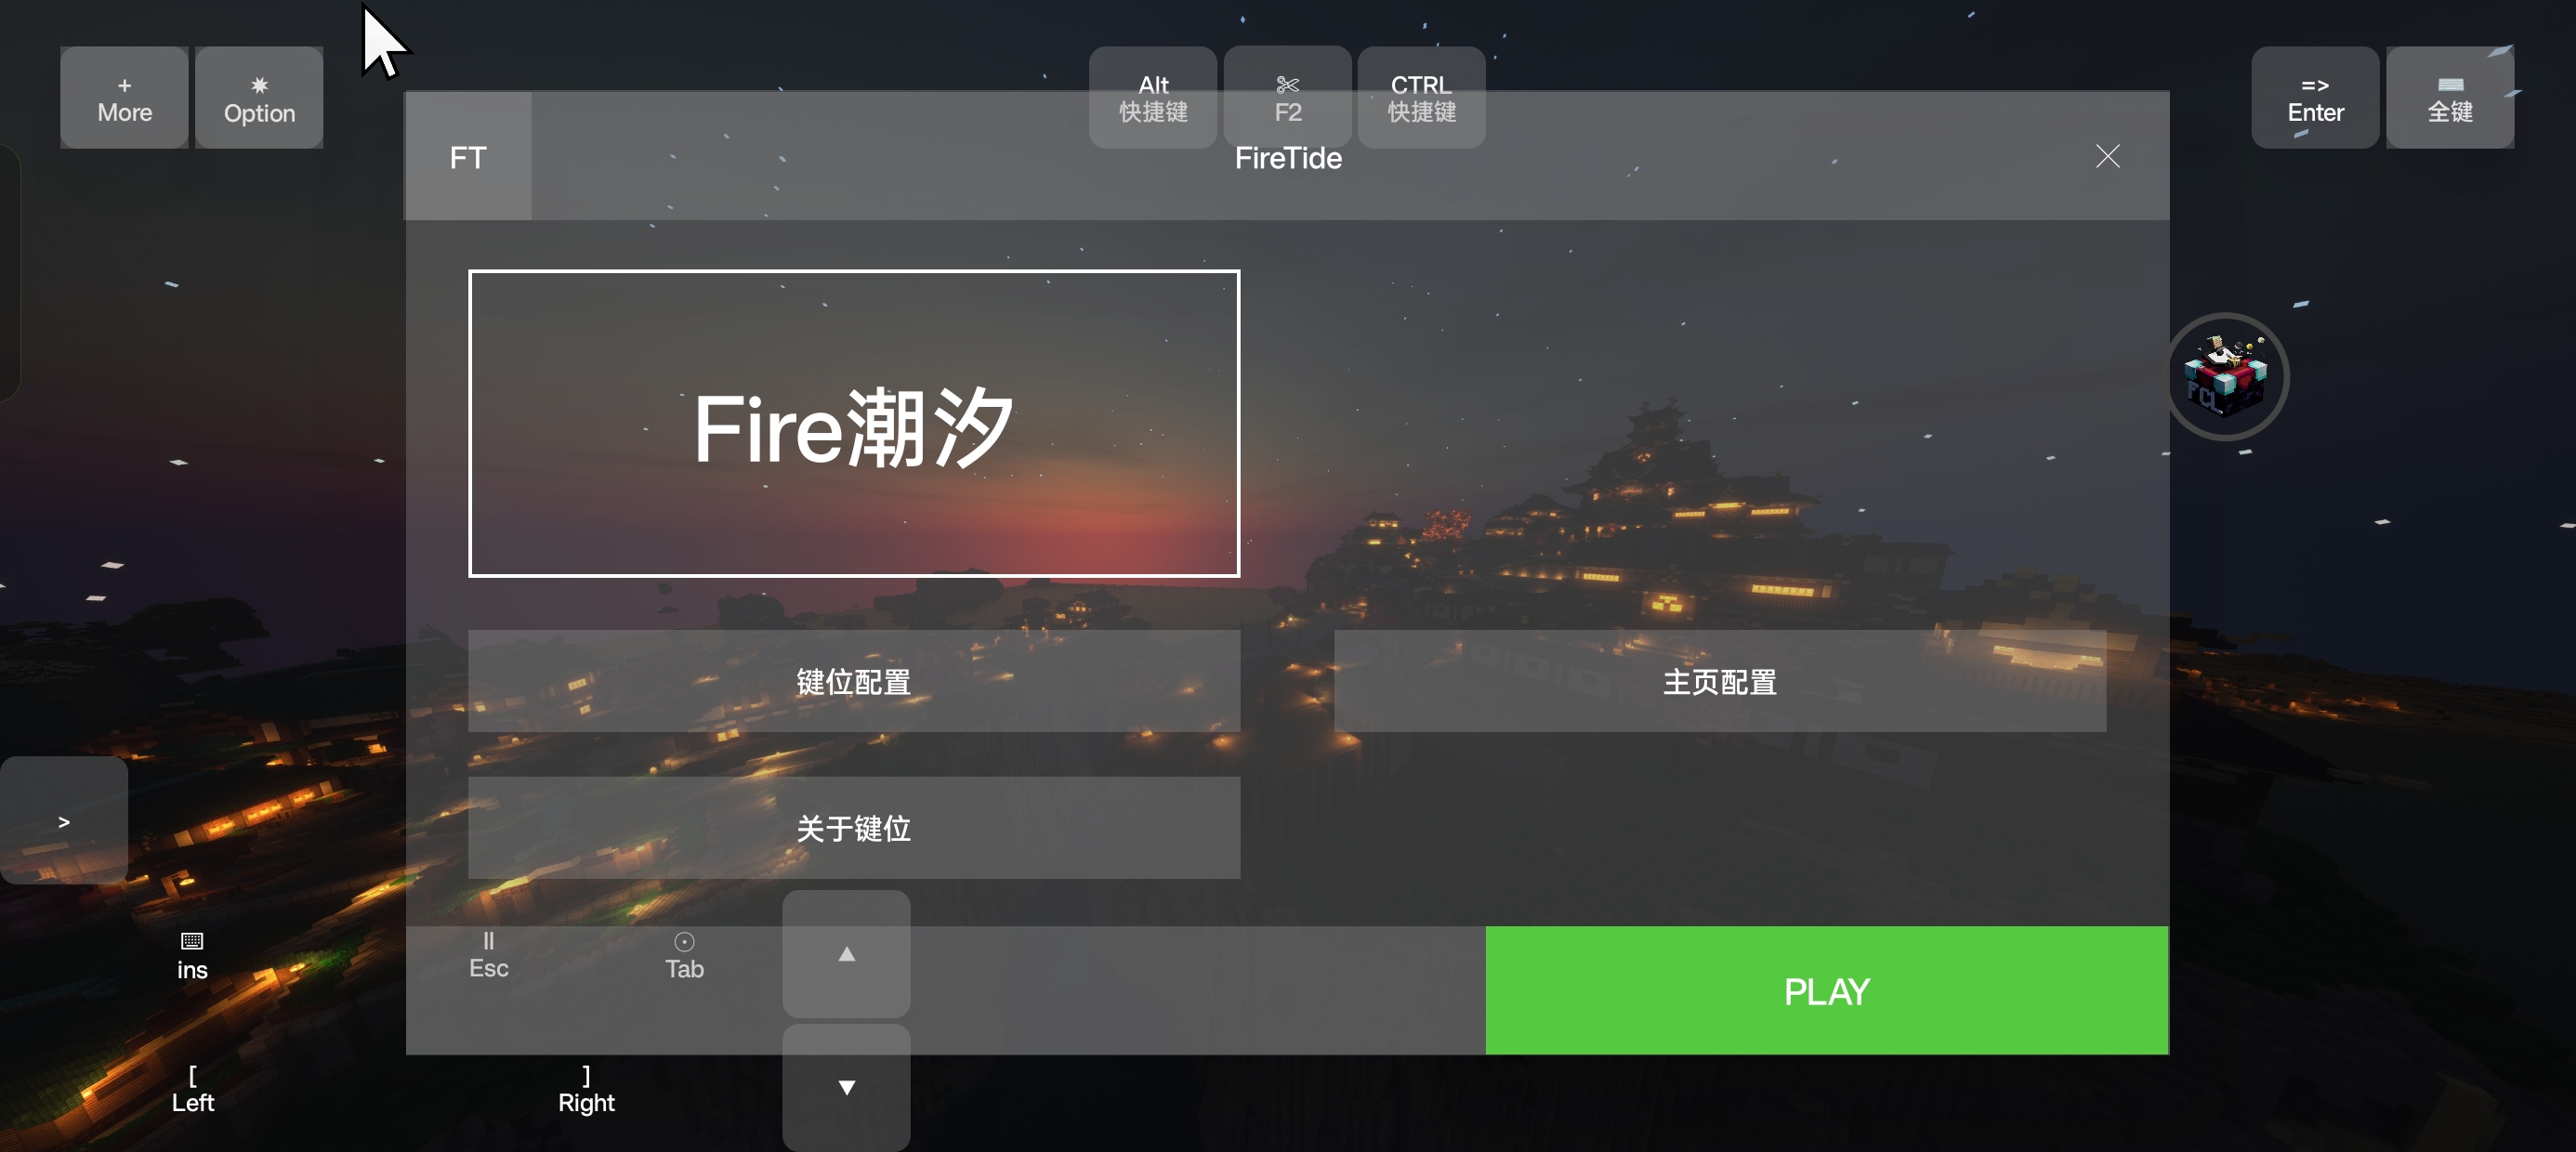 +
More
Option
Alt
快捷键
F2
CTRL
快捷键
=>
Enter
全键
FT
FireTide
FCL
Fire潮汐
键位配置
主页配置
关于键位
>
ins
Esc
Tab
▲
PLAY
[
Left
]
Right
▼